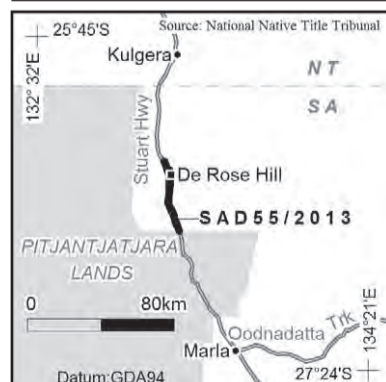 Source: National Native Title Tribunal
25°45'S
132° 32'E
Kulgera
NT
SA
Stuart Hwy
De Rose Hill
SAD55/2013
PITJANTJATJARA
LANDS
0 80km
Oodnadatta Trk
134°21'E
Marla
27°24'S
Datum:GDA94